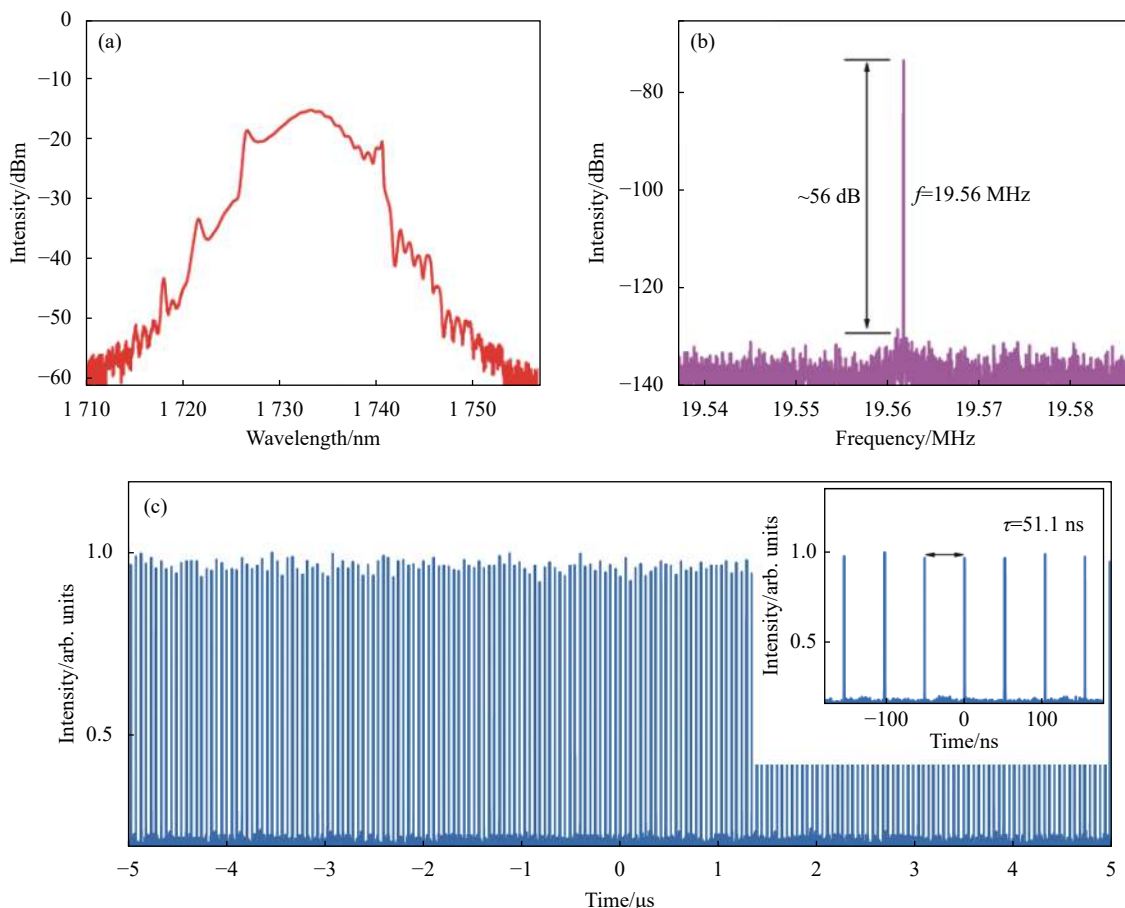 (a)
0
−10
−20
−30
−40
−50
−60
Intensity/dBm
1 710
1 720
1 730
1 740
1 750
Wavelength/nm
(b)
−80
−100
−120
−140
Intensity/dBm
~56 dB
f=19.56 MHz
19.54
19.55
19.56
19.57
19.58
Frequency/MHz
(c)
1.0
0.5
Intensity/arb. units
−5
−4
−3
−2
−1
0
1
2
3
4
5
Time/μs
τ=51.1 ns
1.0
0.5
Intensity/arb. units
−100
0
100
Time/ns